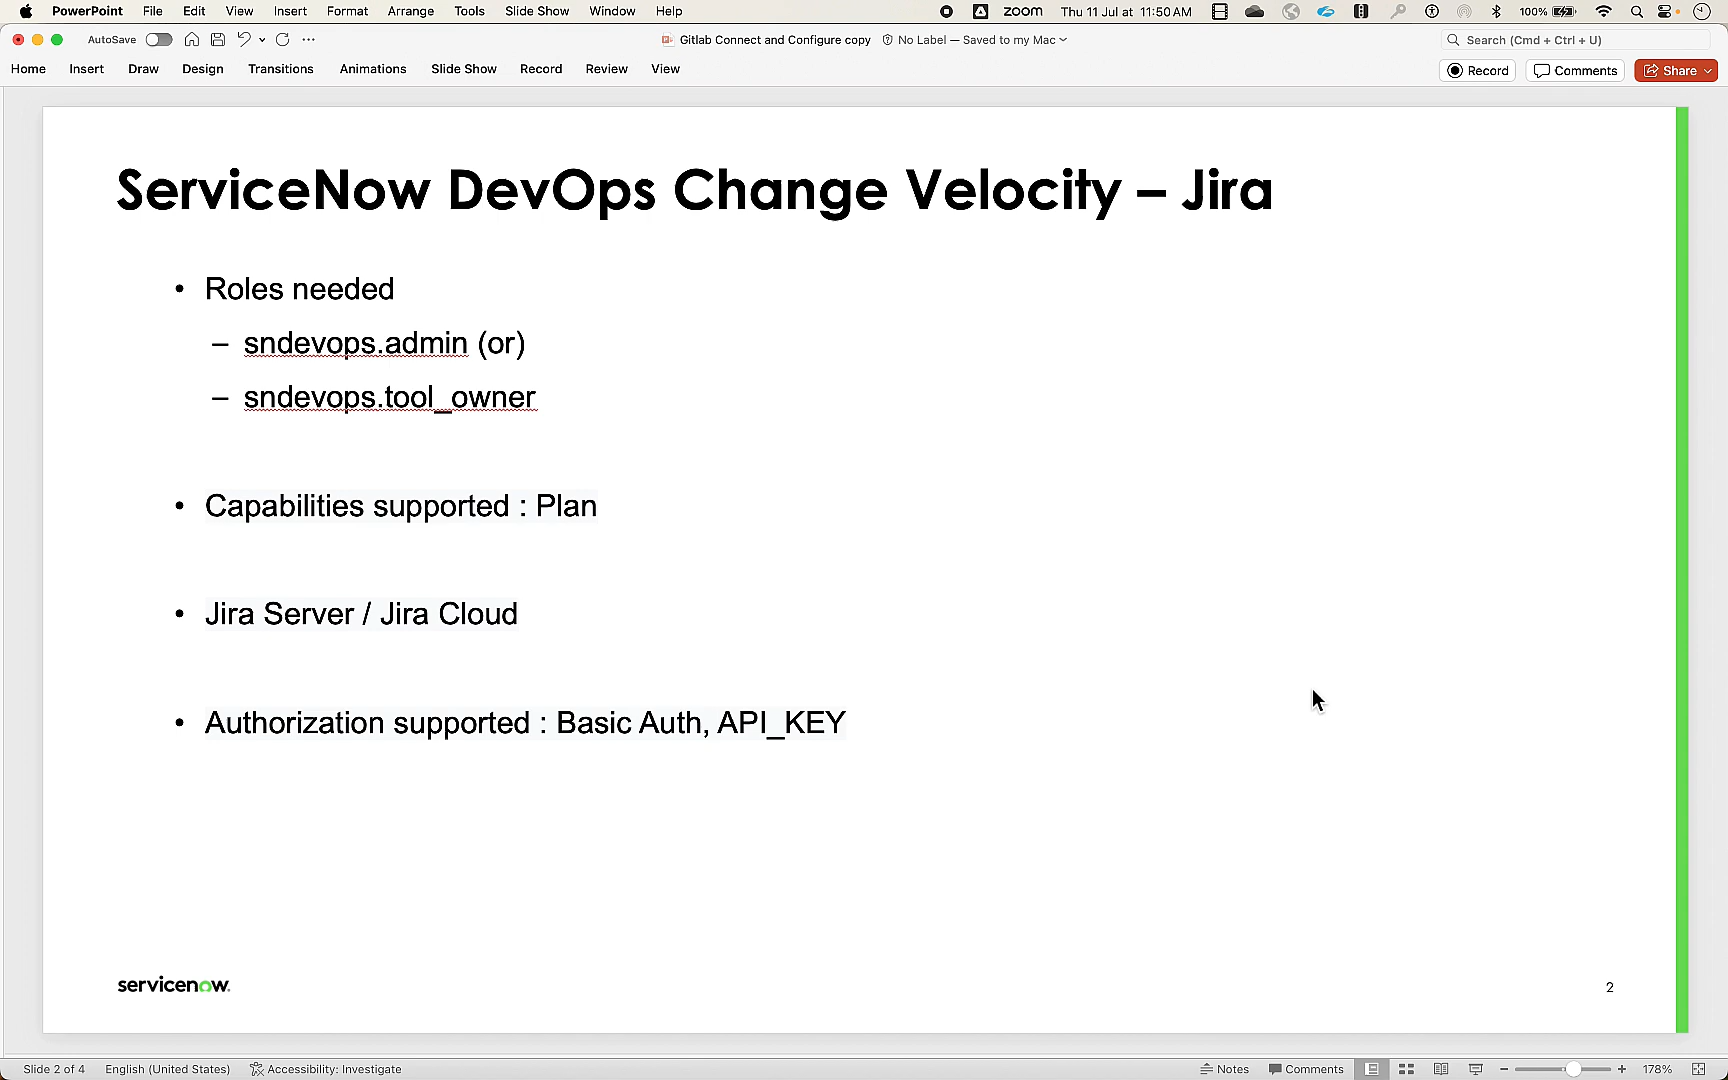 PowerPoint File Edit View Insert Format Arrange Tools Slide Show Window Help zoom Thu 11 Jul at 11:50 AM 100%
AutoSave Gitlab Connect and Configure copy No Label — Saved to my Mac Search (Cmd + Ctrl + U)
Home Insert Draw Design Transitions Animations Slide Show Record Review View Record Comments Share
ServiceNow DevOps Change Velocity – Jira
• Roles needed
– sndevops.admin (or)
– sndevops.tool_owner
• Capabilities supported : Plan
• Jira Server / Jira Cloud
• Authorization supported : Basic Auth, API_KEY
servicenow.
2
Slide 2 of 4 English (United States) Accessibility: Investigate Notes Comments 178%